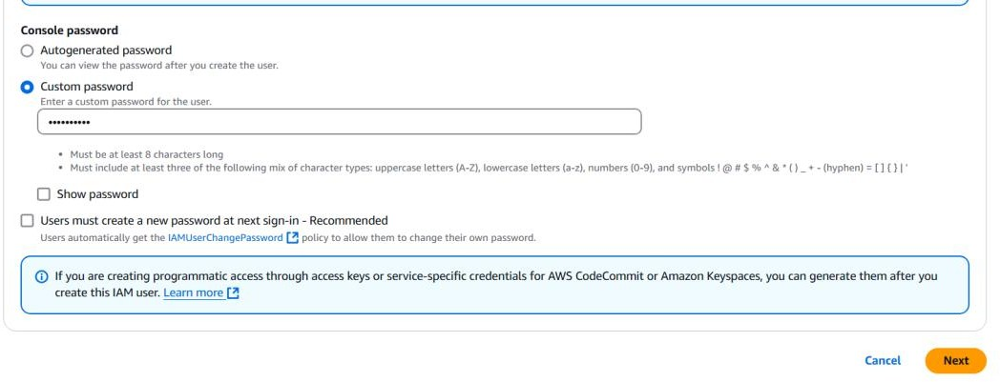 Console password
Autogenerated password
You can view the password after you create the user.
Custom password
Enter a custom password for the user.
••••••••••
• Must be at least 8 characters long
• Must include at least three of the following mix of character types: uppercase letters (A-Z), lowercase letters (a-z), numbers (0-9), and symbols ! @ # $ % ^ & * ( ) _ + - (hyphen) = [ ] { } | '
Show password
Users must create a new password at next sign-in - Recommended
Users automatically get the IAMUserChangePassword policy to allow them to change their own password.
If you are creating programmatic access through access keys or service-specific credentials for AWS CodeCommit or Amazon Keyspaces, you can generate them after you
create this IAM user. Learn more
Cancel Next